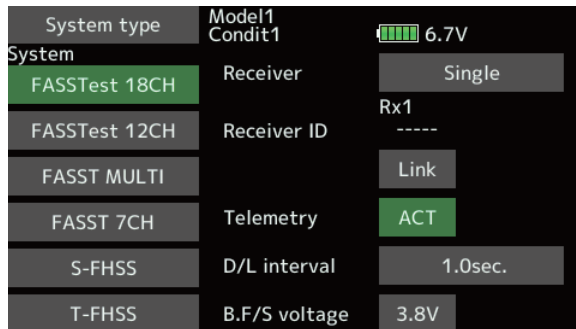 System type
Model1
Condit1
6.7V
System
FASSTest 18CH
Receiver
Single
Rx1
FASSTest 12CH
Receiver ID
-----
FASST MULTI
Link
FASST 7CH
Telemetry
ACT
S-FHSS
D/L interval
1.0sec.
T-FHSS
B.F/S voltage
3.8V